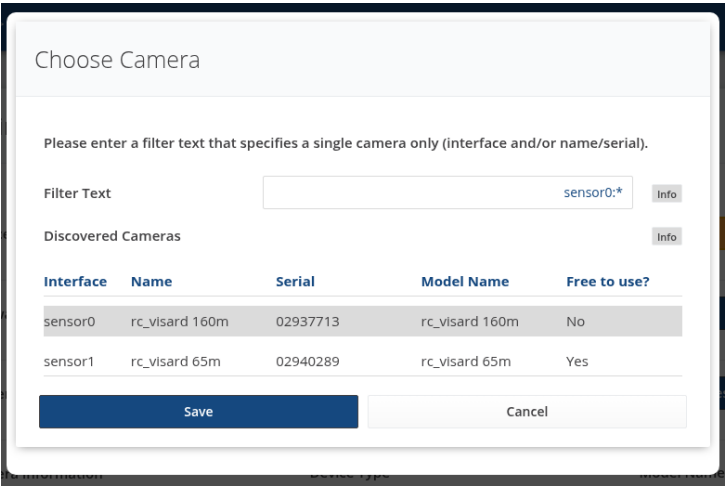 Choose Camera
Please enter a filter text that specifies a single camera only (interface and/or name/serial).
Filter Text sensor0:* Info
Discovered Cameras Info
Interface Name Serial Model Name Free to use?
sensor0 rc_visard 160m 02937713 rc_visard 160m No
sensor1 rc_visard 65m 02940289 rc_visard 65m Yes
Save Cancel